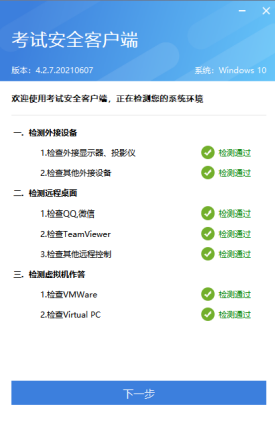 考试安全客户端
版本：4.2.7.20210607 系统：Windows 10
欢迎使用考试安全客户端，正在检测您的系统环境
一. 检测外接设备
1.检查外接显示器、投影仪 检测通过
2.检查其他外接设备 检测通过
二. 检测远程桌面
1.检查QQ,微信 检测通过
2.检查TeamViewer 检测通过
3.检查其他远程控制 检测通过
三. 检测虚拟机作答
1.检查VMWare 检测通过
2.检查Virtual PC 检测通过
下一步